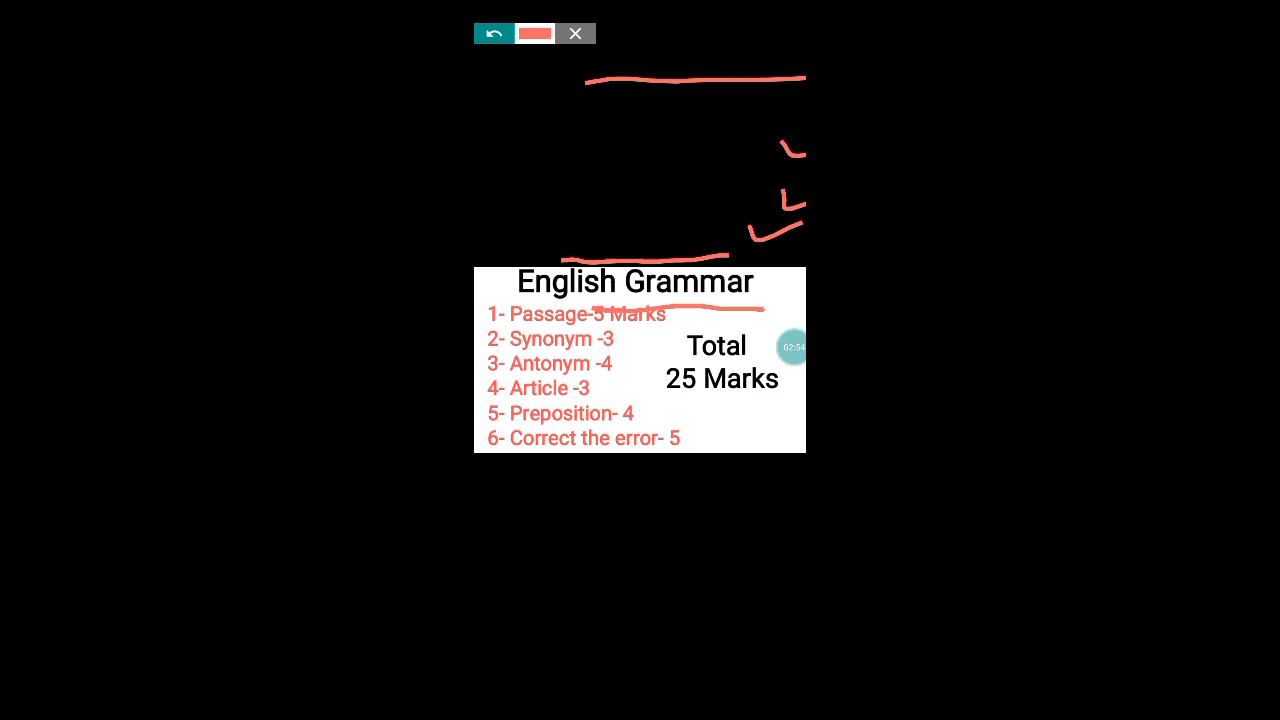 English Grammar
1- Passage-5 Marks
2- Synonym -3
3- Antonym -4
4- Article -3
5- Preposition- 4
6- Correct the error- 5
Total
25 Marks
02:54